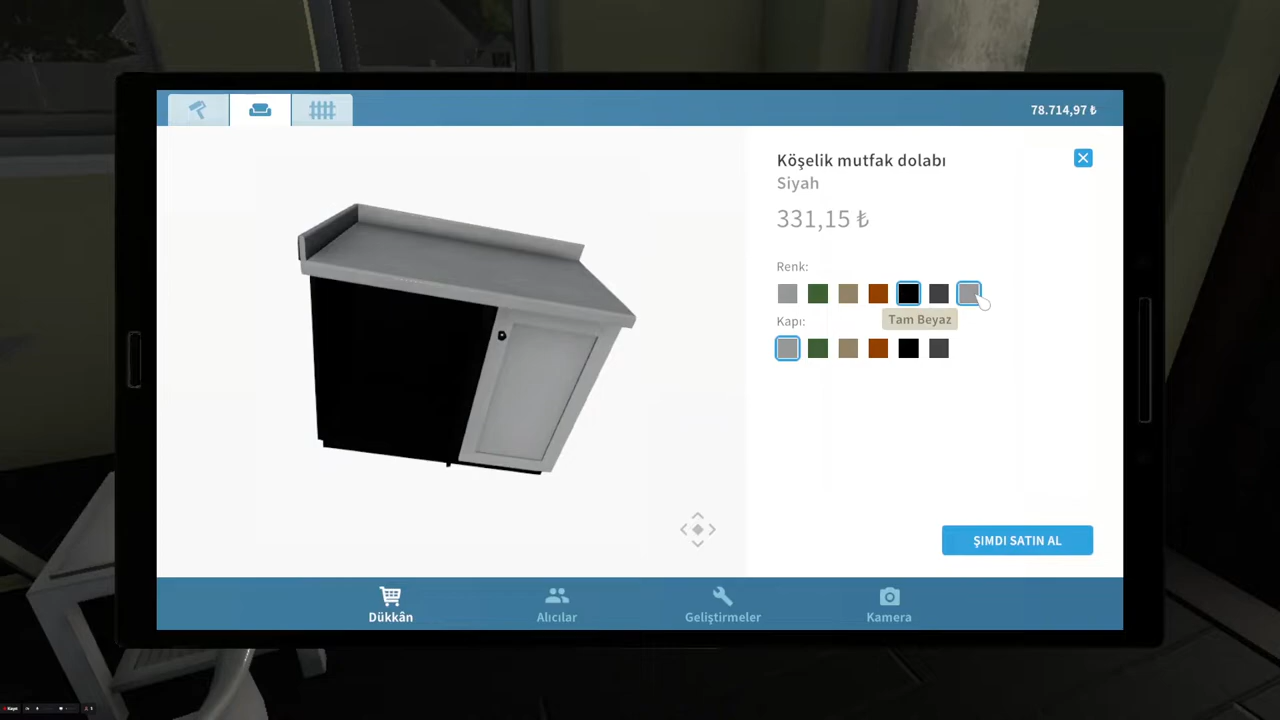 78.714,97 ₺
Köşelik mutfak dolabı
Siyah
331,15 ₺
Renk:
Tam Beyaz
Kapı:
ŞIMDI SATIN AL
Dükkân
Alıcılar
Geliştirmeler
Kamera